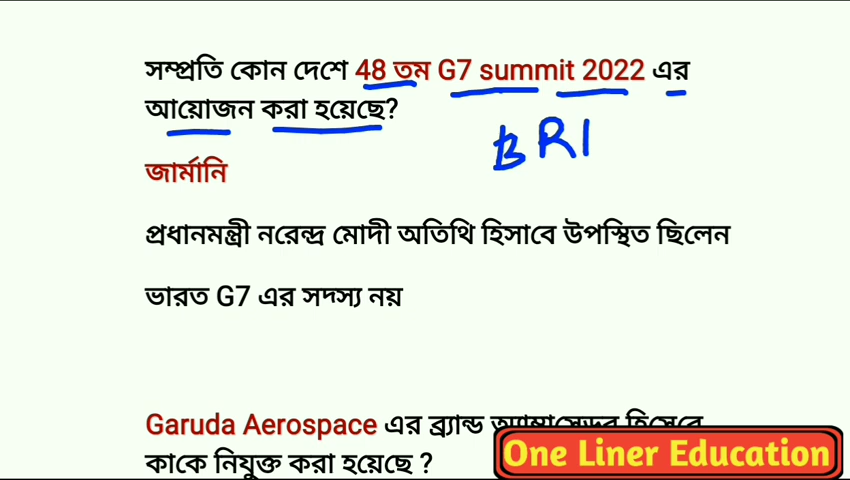 সম্প্রতি কোন দেশে 48 তম G7 summit 2022 এর
আয়োজন করা হয়েছে?
BRI
জার্মানি
প্রধানমন্ত্রী নরেন্দ্র মোদী অতিথি হিসাবে উপস্থিত ছিলেন
ভারত G7 এর সদস্য নয়
Garuda Aerospace এর ব্র্যান্ড অ্যাম্বাসেডর হিসেবে
কাকে নিযুক্ত করা হয়েছে ?
One Liner Education